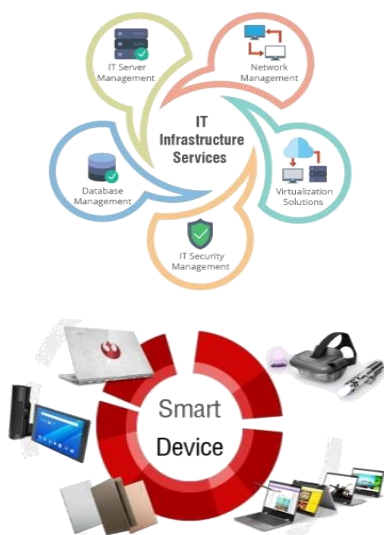 IT Server
Management
Network
Management
IT
Infrastructure
Services
Database
Management
Virtualization
Solutions
IT Security
Management
Smart
Device